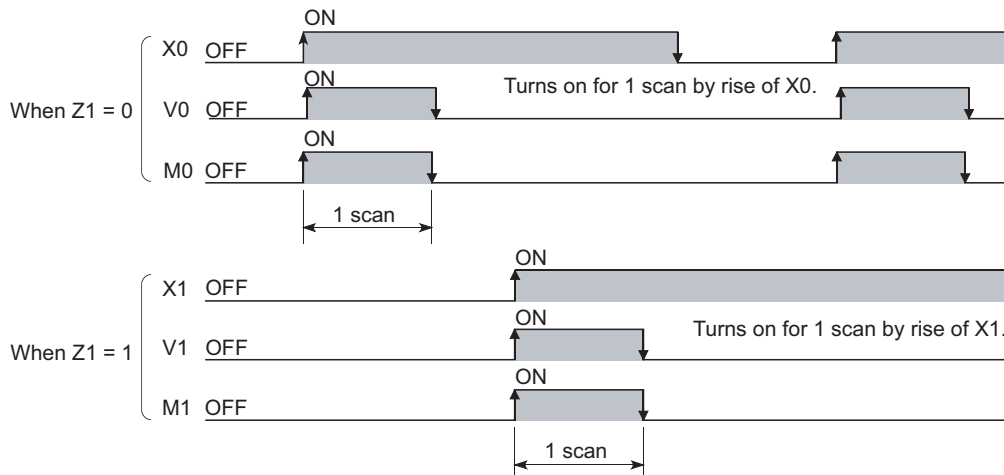 ON
X0 OFF
ON
Turns on for 1 scan by rise of X0.
When Z1 = 0
V0 OFF
M0 OFF
1 scan
ON
X1 OFF
ON
Turns on for 1 scan by rise of X1.
When Z1 = 1
V1 OFF
ON
M1 OFF
1 scan